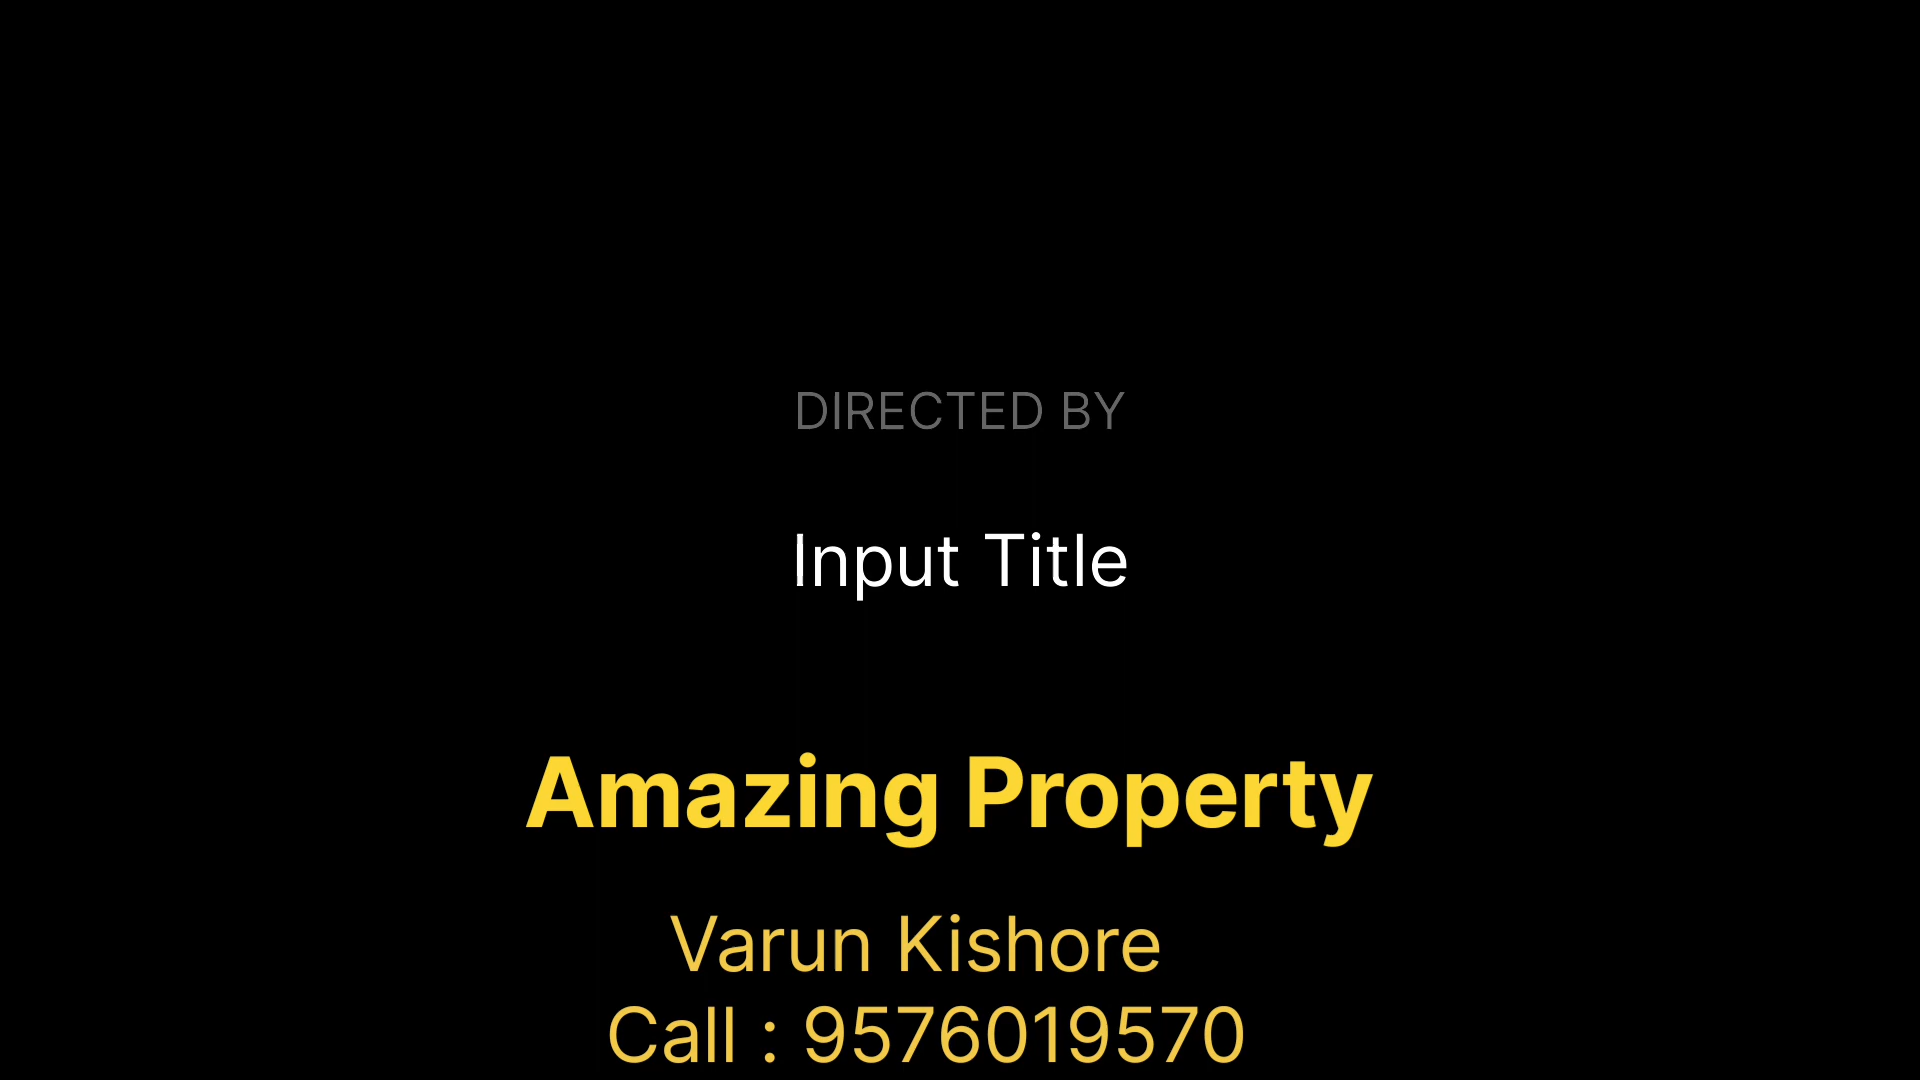 DIRECTED BY
Input Title
Amazing Property
Varun Kishore
Call : 9576019570